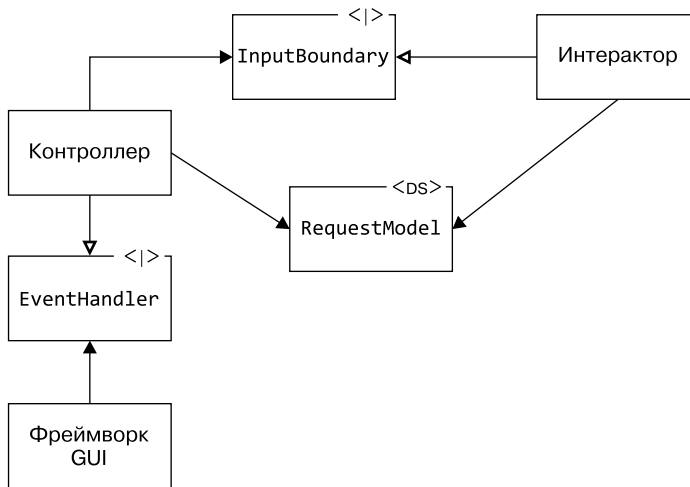 <|>
InputBoundary
Интерактор
Контроллер
<DS>
RequestModel
<|>
EventHandler
Фреймворк
GUI